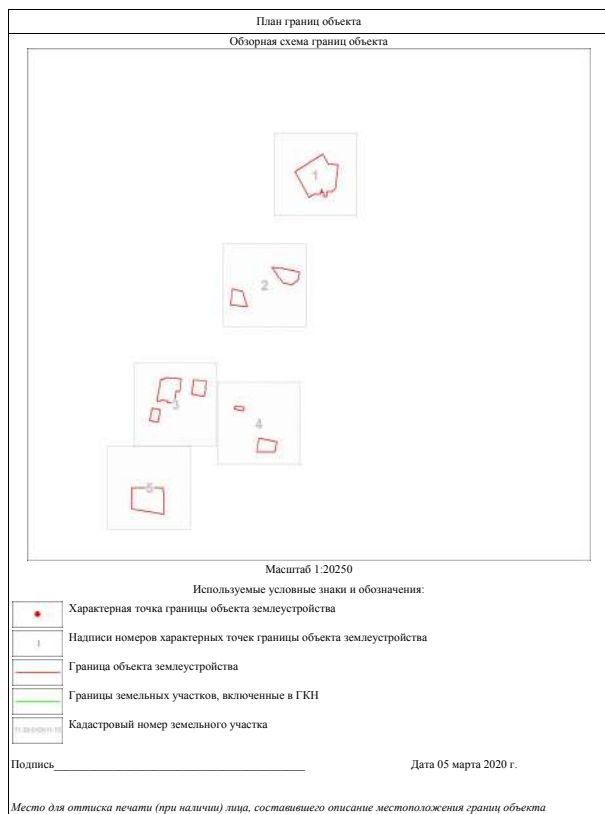 План границ объекта
Обзорная схема границ объекта
1
2
3
4
5
Масштаб 1:20250
Используемые условные знаки и обозначения:
Характерная точка границы объекта землеустройства
1 Надписи номеров характерных точек границы объекта землеустройства
Граница объекта землеустройства
Границы земельных участков, включенные в ГКН
Кадастровый номер земельного участка
Подпись__________________________________________ Дата 05 марта 2020 г.
Место для оттиска печати (при наличии) лица, составившего описание местоположения границ объекта